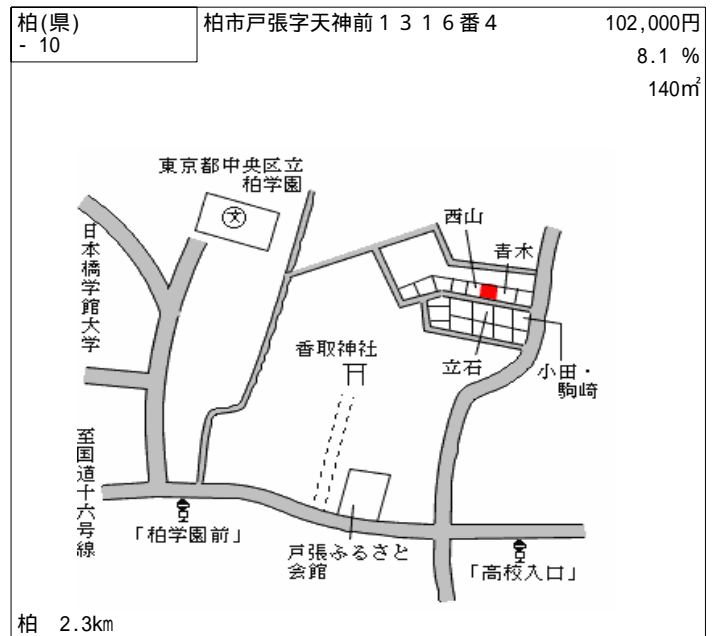 柏(県)
- 10
柏市戸張字天神前１３１６番４
102,000円
8.1 %
140㎡
東京都中央区立
柏学園
文
日本橋学館大学
西山
青木
香取神社
立石
小田・
駒崎
至国道十六号線
「柏学園前」
戸張ふるさと
会館
「高校入口」
柏 2.3km